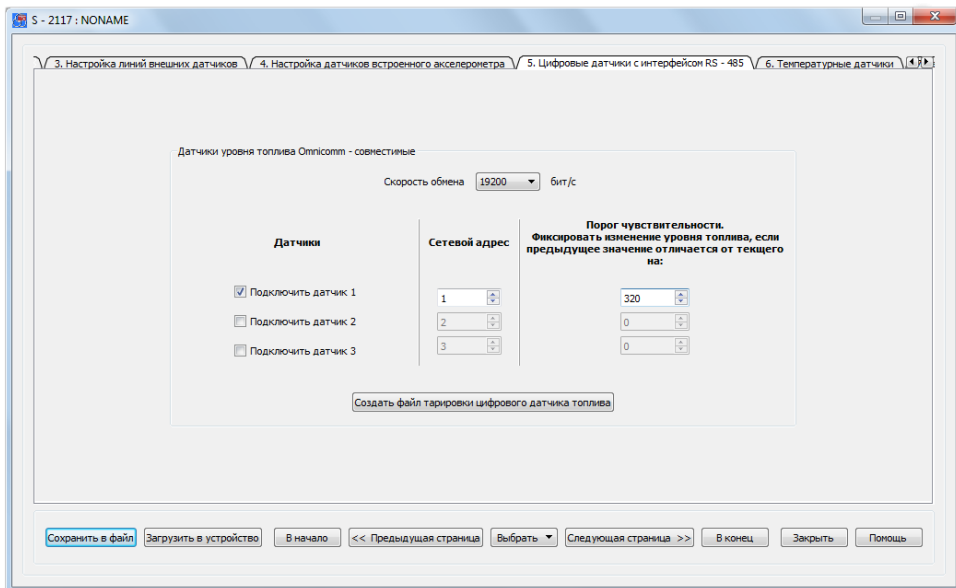 S - 2117 : NONAME
3. Настройка линий внешних датчиков
4. Настройка датчиков встроенного акселерометра
5. Цифровые датчики с интерфейсом RS - 485
6. Температурные датчики
Датчики уровня топлива Omnicomm - совместимые
Скорость обмена 19200 бит/с
Датчики
Сетевой адрес
Порог чувствительности.
Фиксировать изменение уровня топлива, если
предыдущее значение отличается от текщего
на:
Подключить датчик 1 1 320
Подключить датчик 2 2 0
Подключить датчик 3 3 0
Создать файл тарировки цифрового датчика топлива
Сохранить в файл Загрузить в устройство В начало << Предыдущая страница Выбрать Следующая страница >> В конец Закрыть Помощь